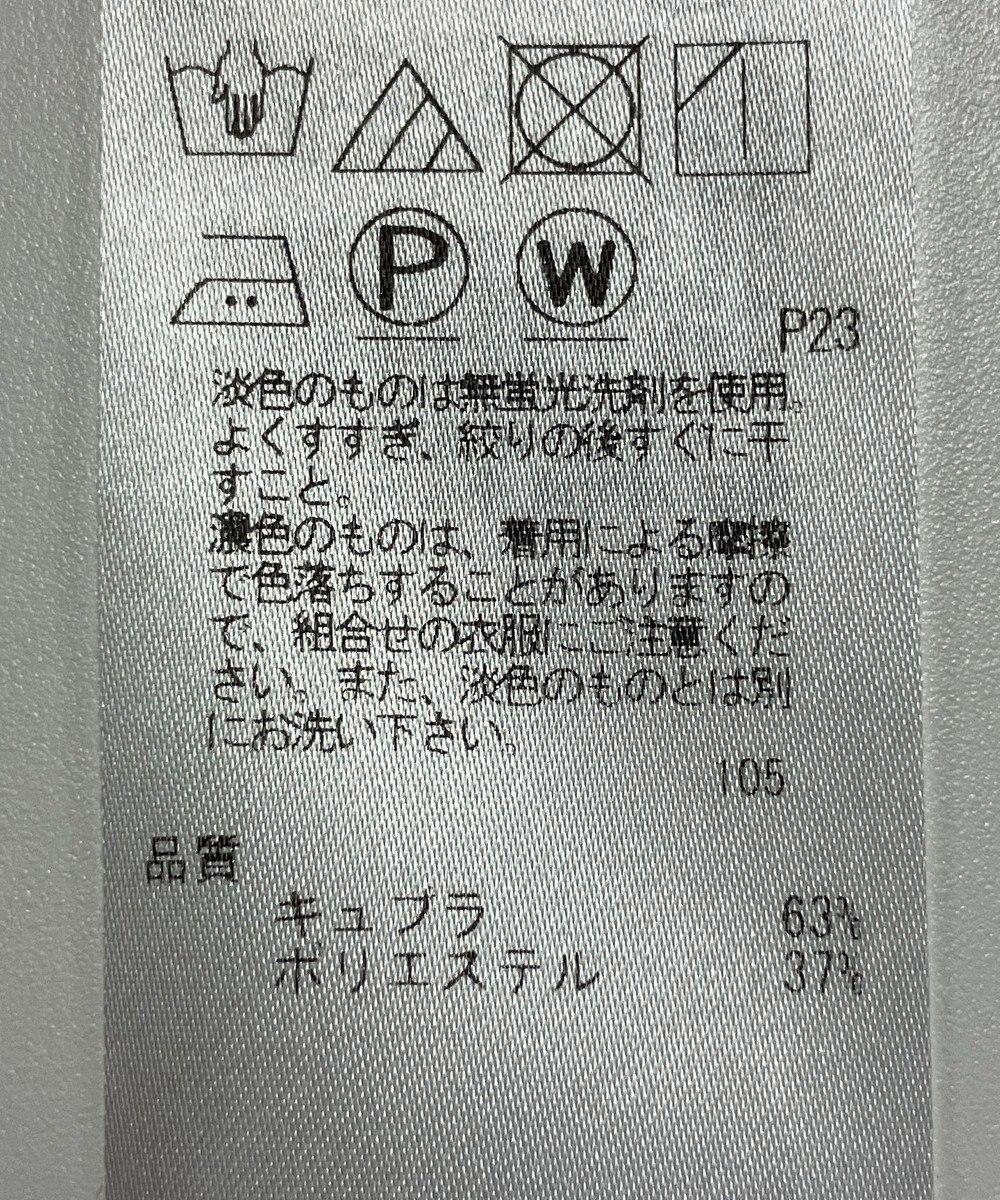 P W
P23
淡色のものは無蛍光洗剤を使用。
よくすすぎ、絞りの後すぐに干
すこと。
濃色のものは、着用による摩擦
で色落ちすることがありますの
で、組合せの衣服にご注意くだ
さい。また、淡色のものとは別
にお洗い下さい。
105
品質
キュプラ 63%
ポリエステル 37%